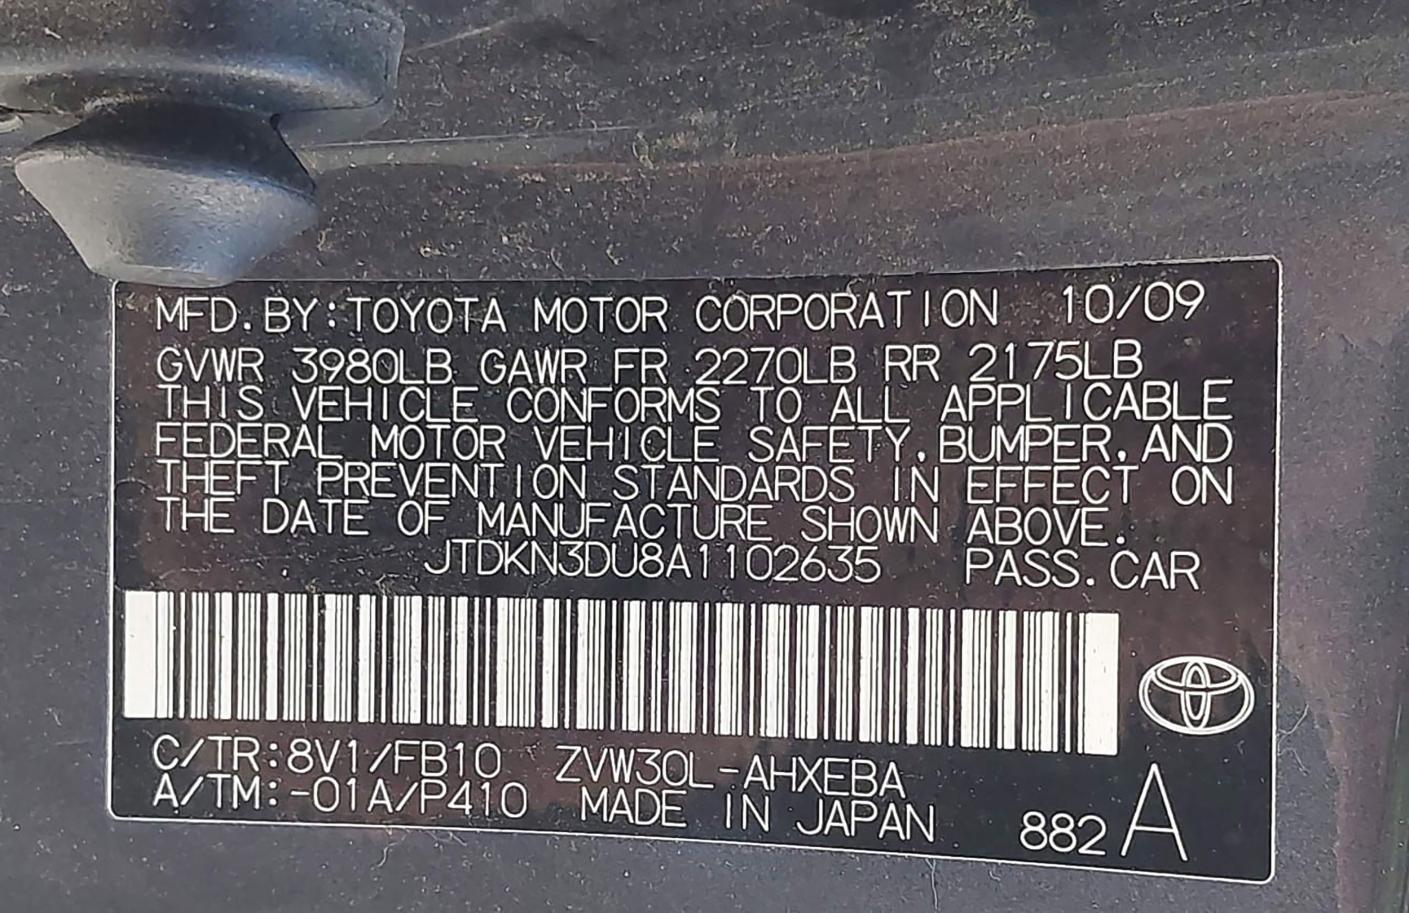 MFD.BY:TOYOTA MOTOR CORPORATION 10/09
GVWR 3980LB GAWR FR 2270LB RR 2175LB
THIS VEHICLE CONFORMS TO ALL APPLICABLE
FEDERAL MOTOR VEHICLE SAFETY,BUMPER,AND
THEFT PREVENTION STANDARDS IN EFFECT ON
THE DATE OF MANUFACTURE SHOWN ABOVE.
JTDKN3DU8A1102635 PASS.CAR
C/TR:8V1/FB10 ZVW30L-AHXEBA
A/TM:-01A/P410 MADE IN JAPAN 882 A